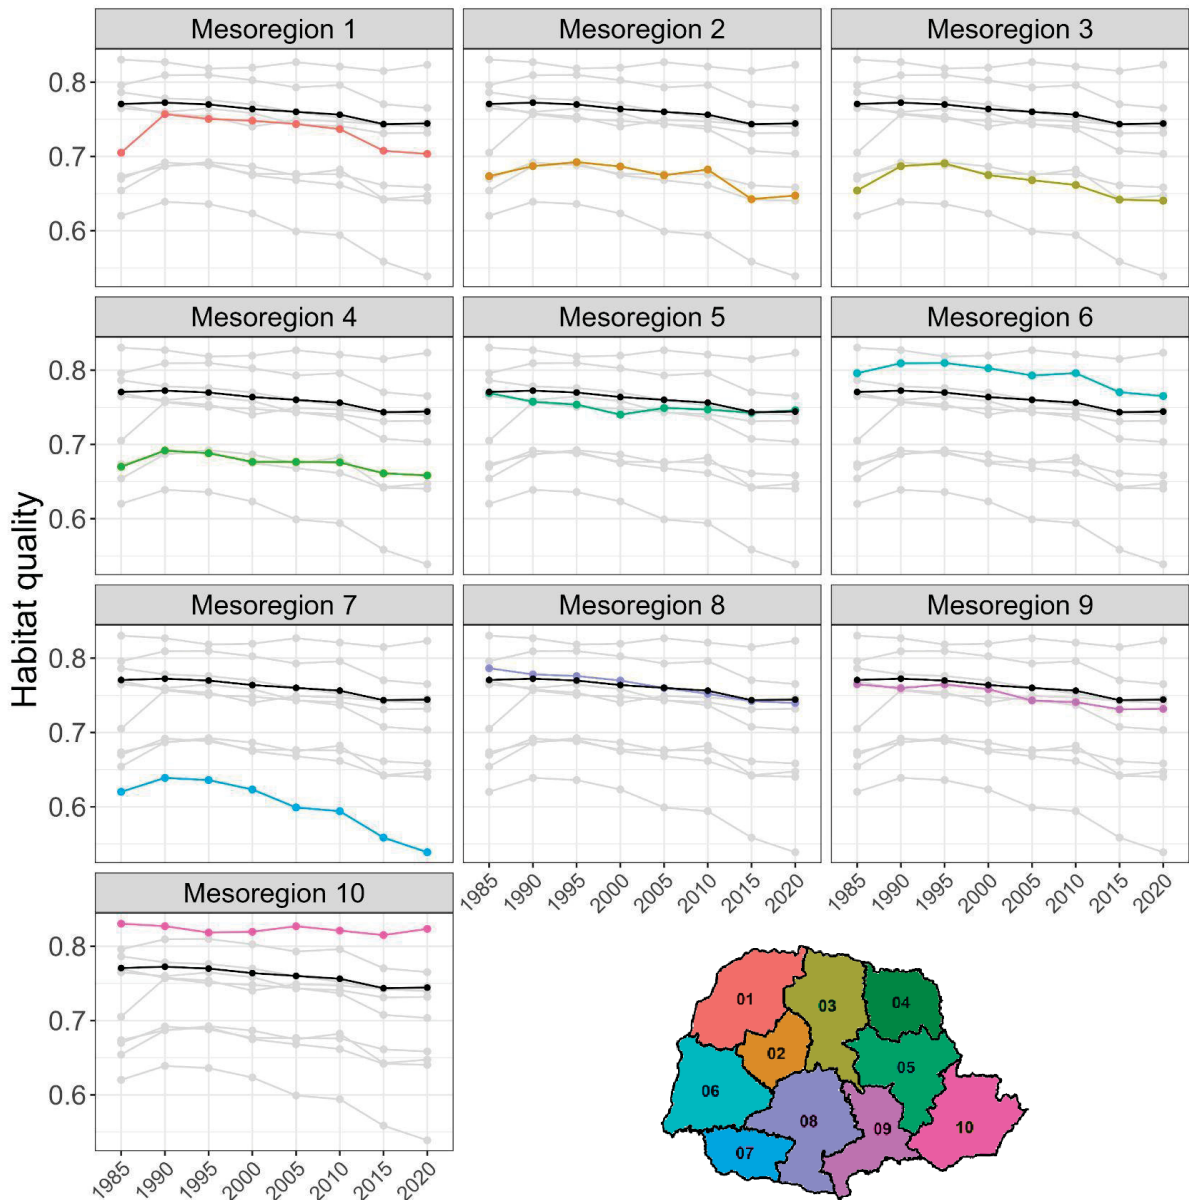 Mesoregion 1
Mesoregion 2
Mesoregion 3
0.8
0.7
0.6
Mesoregion 4
Mesoregion 5
Mesoregion 6
0.8
0.7
0.6
Habitat quality
Mesoregion 7
Mesoregion 8
Mesoregion 9
0.8
0.7
0.6
1985 1990 1995 2000 2005 2010 2015 2020
1985 1990 1995 2000 2005 2010 2015 2020
Mesoregion 10
0.8
0.7
0.6
1985 1990 1995 2000 2005 2010 2015 2020
01
03
04
02
05
06
08
09
10
07